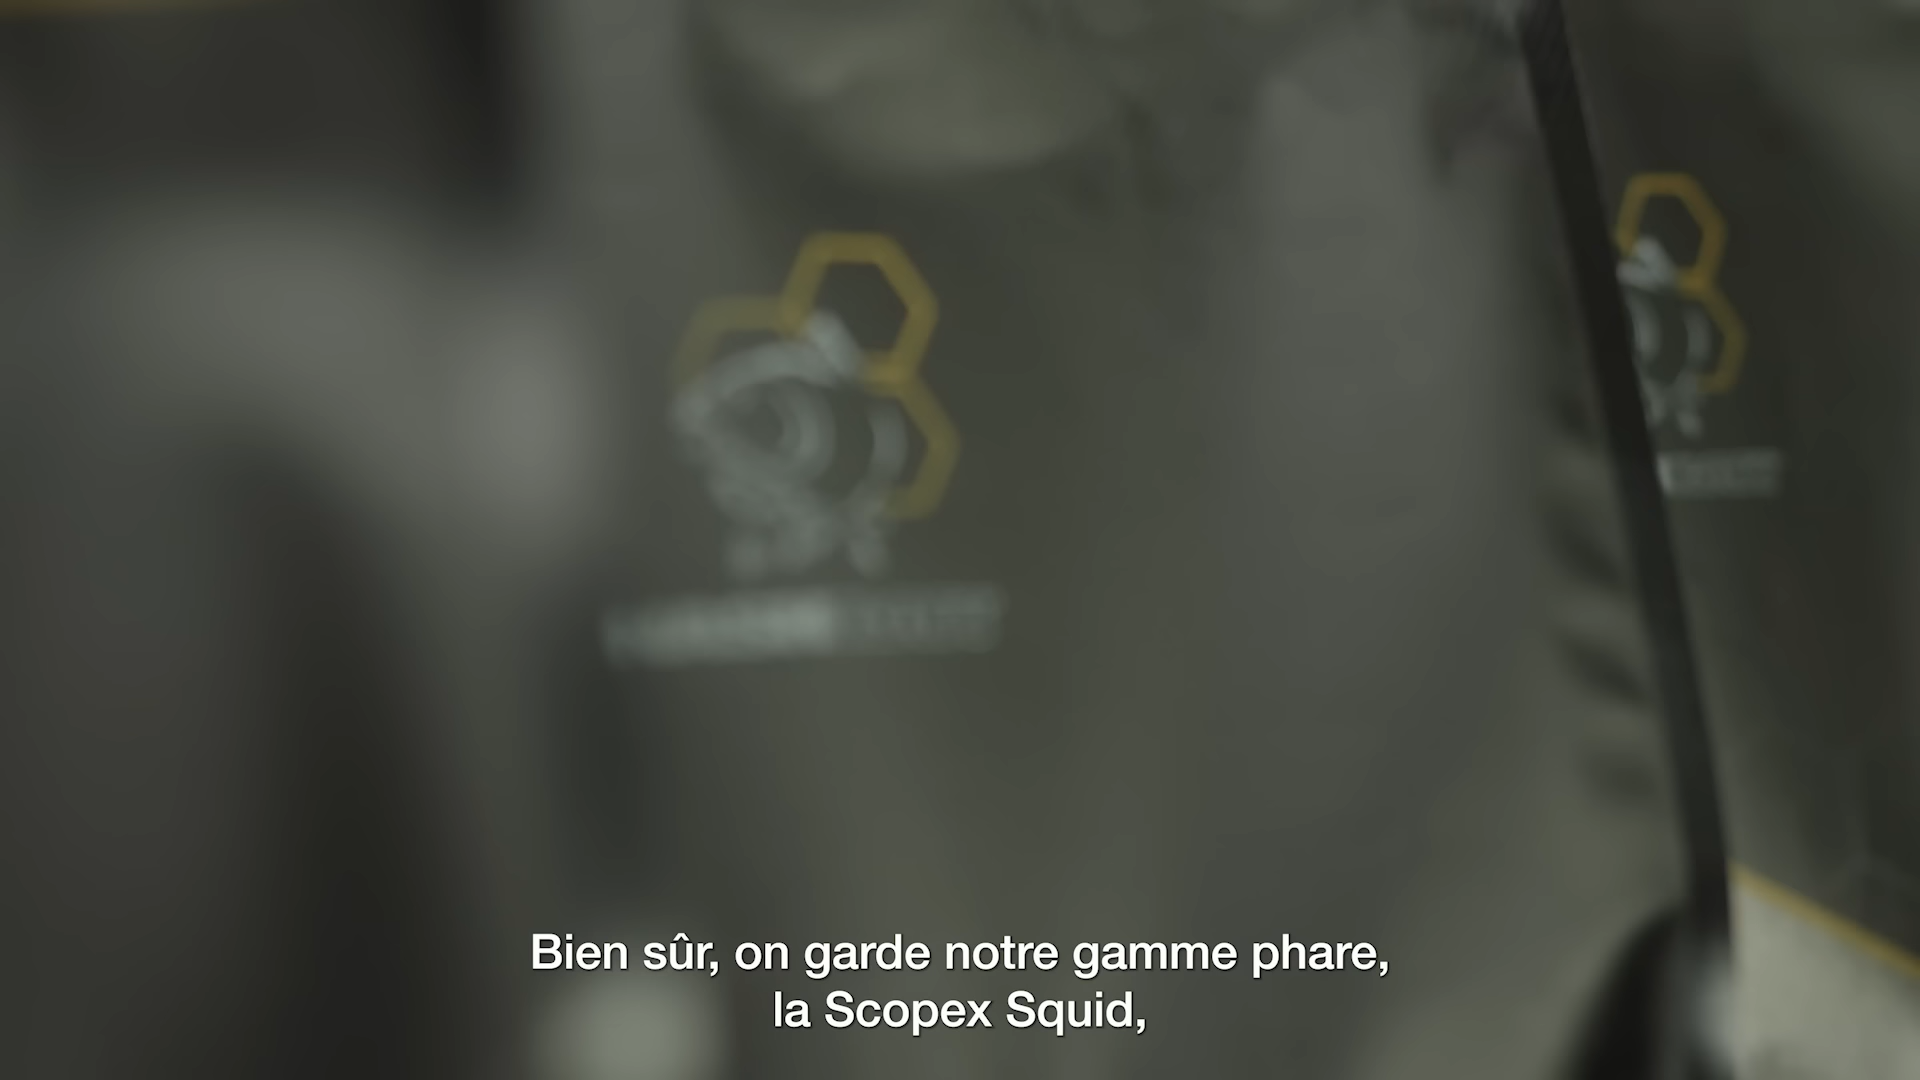 Bien sûr, on garde notre gamme phare,
la Scopex Squid,